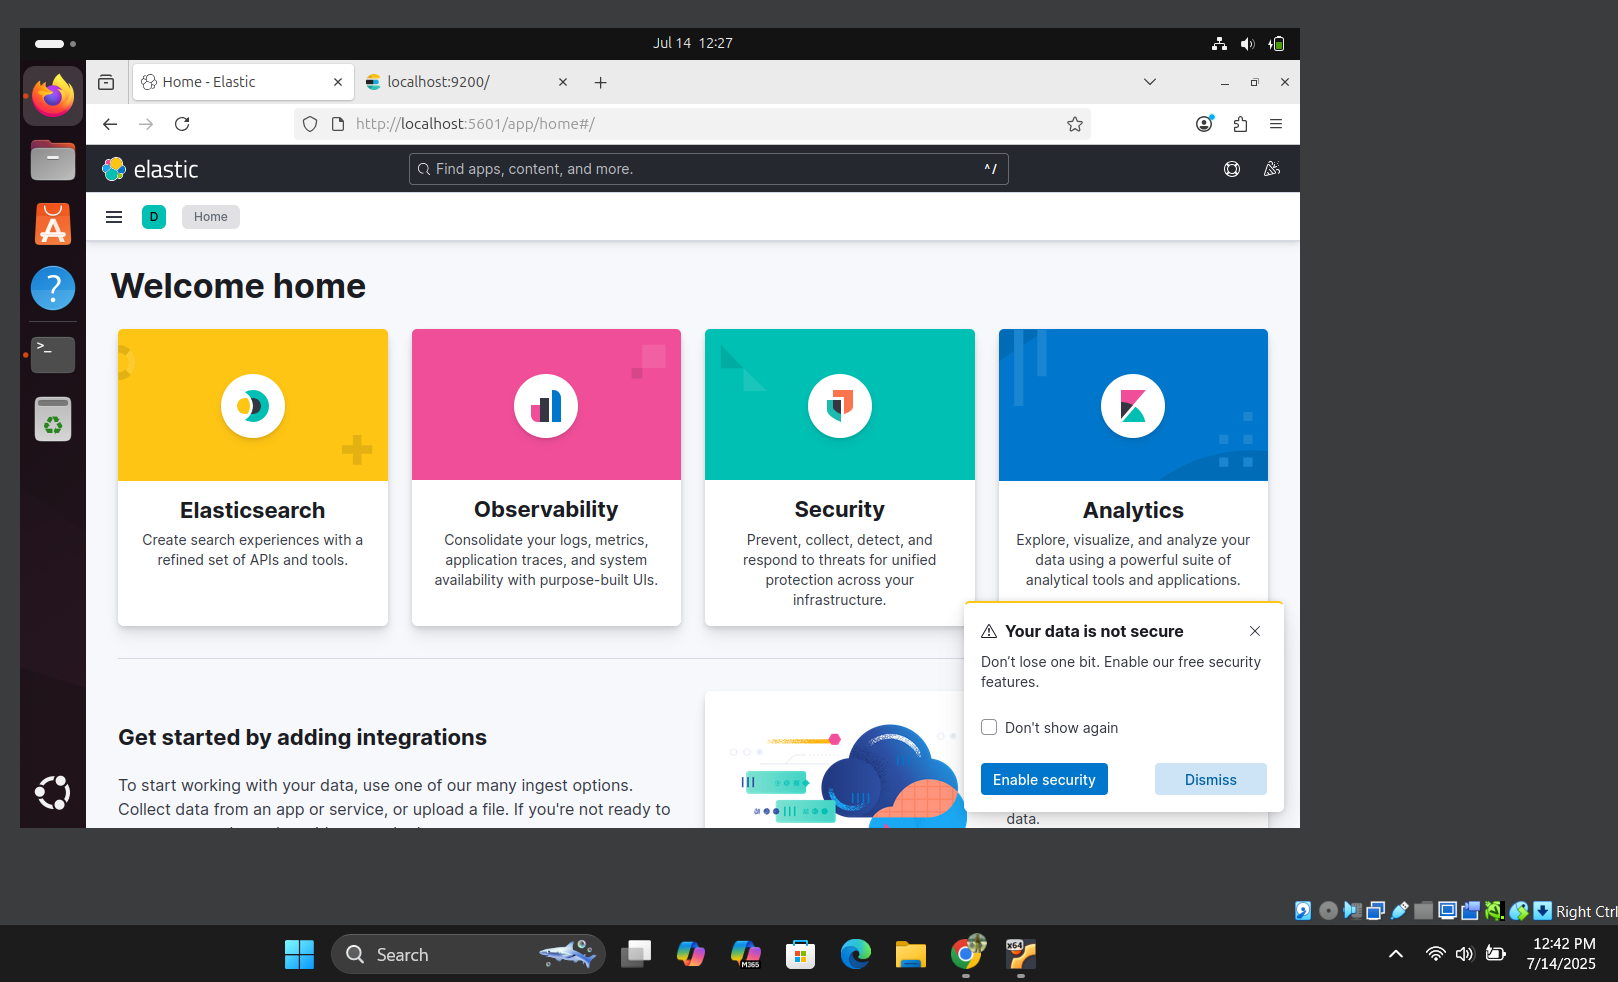 Jul 14 12:27
Home - Elastic
localhost:9200/
http://localhost:5601/app/home#/
elastic
Find apps, content, and more.
^/
D
Home
Welcome home
Elasticsearch
Create search experiences with a
refined set of APIs and tools.
Observability
Consolidate your logs, metrics,
application traces, and system
availability with purpose-built UIs.
Security
Prevent, collect, detect, and
respond to threats for unified
protection across your
infrastructure.
Analytics
Explore, visualize, and analyze your
data using a powerful suite of
analytical tools and applications.
Your data is not secure
Don't lose one bit. Enable our free security
features.
Don't show again
Enable security
Dismiss
Get started by adding integrations
To start working with your data, use one of our many ingest options.
Collect data from an app or service, or upload a file. If you're not ready to
data.
Right Ctrl
Search
M365
x64
12:42 PM
7/14/2025